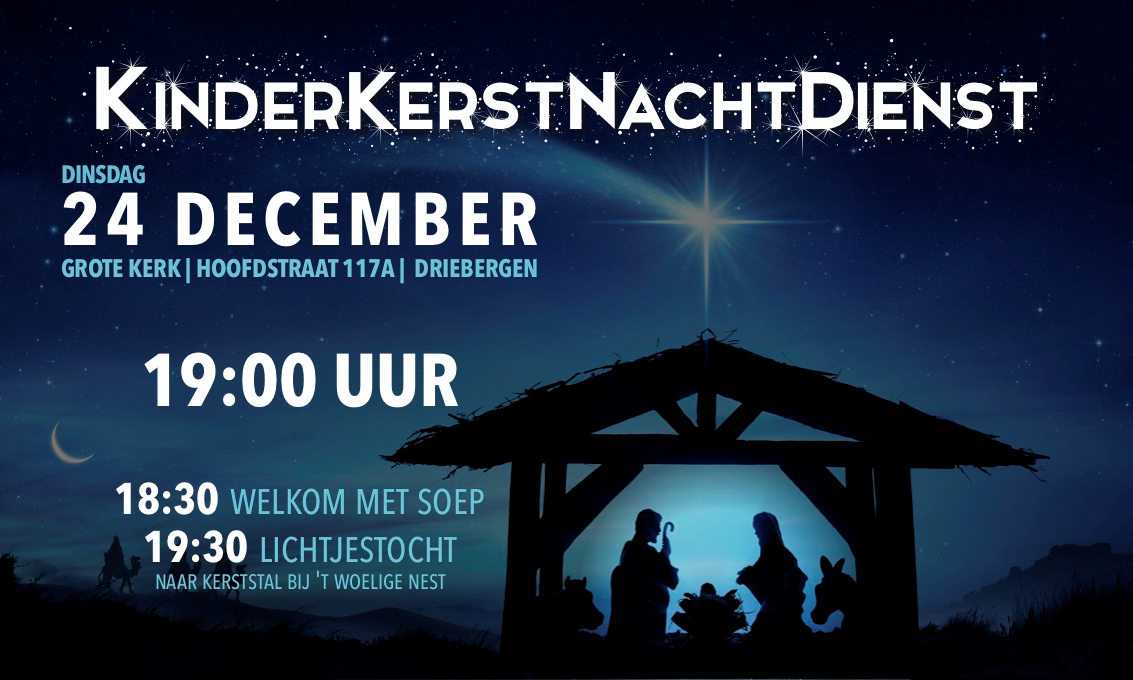 KINDERKERSTNACHTDIENST
DINSDAG
24 DECEMBER
GROTE KERK | HOOFDSTRAAT 117A | DRIEBERGEN
19:00 UUR
18:30 WELKOM MET SOEP
19:30 LICHTJESTOCHT
NAAR KERSTSTAL BIJ 'T WOELIGE NEST